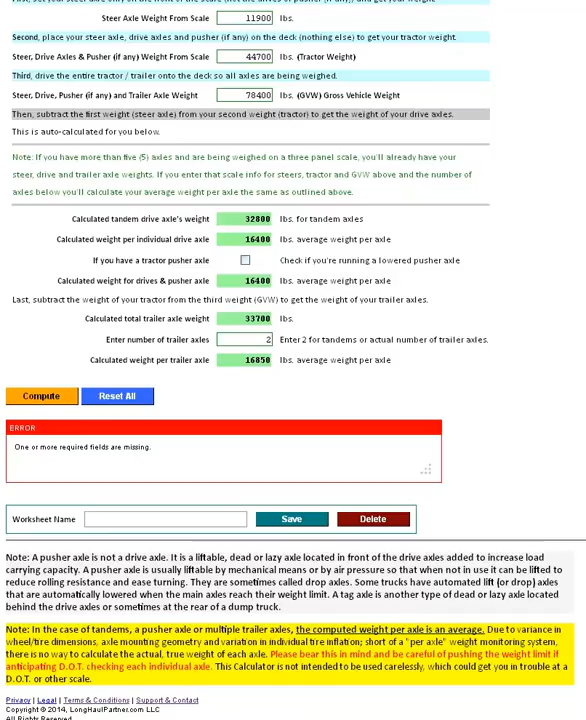 Steer Axle Weight From Scale 11900 lbs.
Second, place your steer axle, drive axles and pusher (if any) on the deck (nothing else) to get your tractor weight.
Steer, Drive Axles & Pusher (if any) Weight From Scale 44700 lbs. (Tractor Weight)
Third, drive the entire tractor / trailer onto the deck so all axles are being weighed.
Steer, Drive, Pusher (if any) and Trailer Axle Weight 78400 lbs. (GVW) Gross Vehicle Weight
Then, subtract the first weight (steer axle) from your second weight (tractor) to get the weight of your drive axles.
This is auto-calculated for you below.
Note: If you have more than five (5) axles and are being weighed on a three panel scale, you'll already have your
steer, drive and trailer axle weights. If you enter that scale info for steers, tractor and GVW above and the number of
axles below you'll calculate your average weight per axle the same as outlined above.
Calculated tandem drive axle's weight 32800 lbs. for tandem axles
Calculated weight per individual drive axle 16400 lbs. average weight per axle
If you have a tractor pusher axle Check if you're running a lowered pusher axle
Calculated weight for drives & pusher axle 16400 lbs. average weight per axle
Last, subtract the weight of your tractor from the third weight (GVW) to get the weight of your trailer axles.
Calculated total trailer axle weight 33700 lbs.
Enter number of trailer axles 2 Enter 2 for tandems or actual number of trailer axles.
Calculated weight per trailer axle 16850 lbs. average weight per axle
Compute Reset All
ERROR
One or more required fields are missing.
Worksheet Name Save Delete
Note: A pusher axle is not a drive axle. It is a liftable, dead or lazy axle located in front of the drive axles added to increase load
carrying capacity. A pusher axle is usually liftable by mechanical means or by air pressure so that when not in use it can be lifted to
reduce rolling resistance and ease turning. They are sometimes called drop axles. Some trucks have automated lift (or drop) axles
that are automatically lowered when the main axles reach their weight limit. A tag axle is another type of dead or lazy axle located
behind the drive axles or sometimes at the rear of a dump truck.
Note: In the case of tandems, a pusher axle or multiple trailer axles, the computed weight per axle is an average. Due to variance in
wheel/tire dimensions, axle mounting geometry and variation in individual tire inflation; short of a "per axle" weight monitoring system,
there is no way to calculate the actual, true weight of each axle. Please bear this in mind and be careful of pushing the weight limit if
anticipating D.O.T. checking each individual axle. This Calculator is not intended to be used carelessly, which could get you in trouble at a
D.O.T. or other scale.
Privacy | Legal | Terms & Conditions | Support & Contact
Copyright © 2014, LongHaulPartner.com LLC
All Rights Reserved